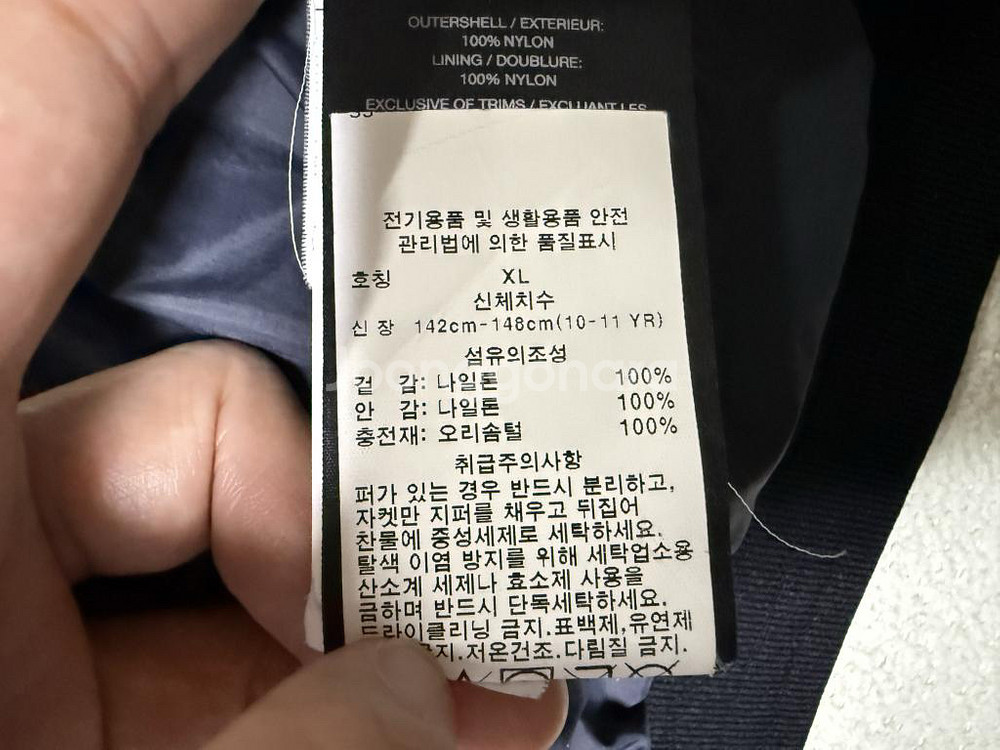 OUTERSHELL / EXTERIEUR:
100% NYLON
LINING / DOUBLURE:
100% NYLON
EXCLUSIVE OF TRIMS / EXCLUANT LES
전기용품 및 생활용품 안전
관리법에 의한 품질표시
호칭 XL
신체치수
신 장 142cm-148cm(10-11 YR)
섬유의조성
겉 감: 나일론 100%
안 감: 나일론 100%
충전재: 오리솜털 100%
취급주의사항
퍼가 있는 경우 반드시 분리하고,
자켓만 지퍼를 채우고 뒤집어
찬물에 중성세제로 세탁하세요.
탈색 이염 방지를 위해 세탁업소용
산소계 세제나 효소제 사용을
금하며 반드시 단독세탁하세요.
드라이클리닝 금지.표백제,유연제
금지.저온건조.다림질 금지.